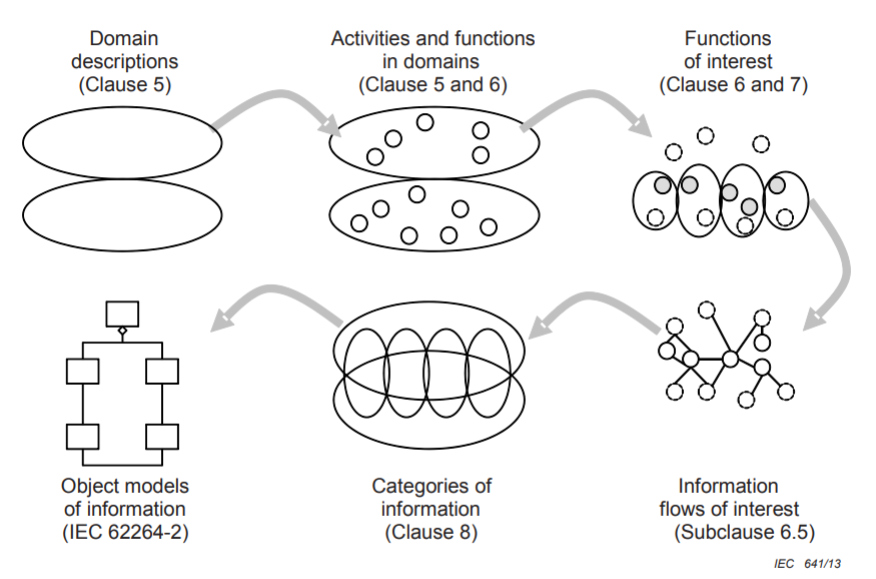 Domain
descriptions
(Clause 5)
Activities and functions
in domains
(Clause 5 and 6)
Functions
of interest
(Clause 6 and 7)
Object models
of information
(IEC 62264-2)
Categories of
information
(Clause 8)
Information
flows of interest
(Subclause 6.5)
IEC 641/13